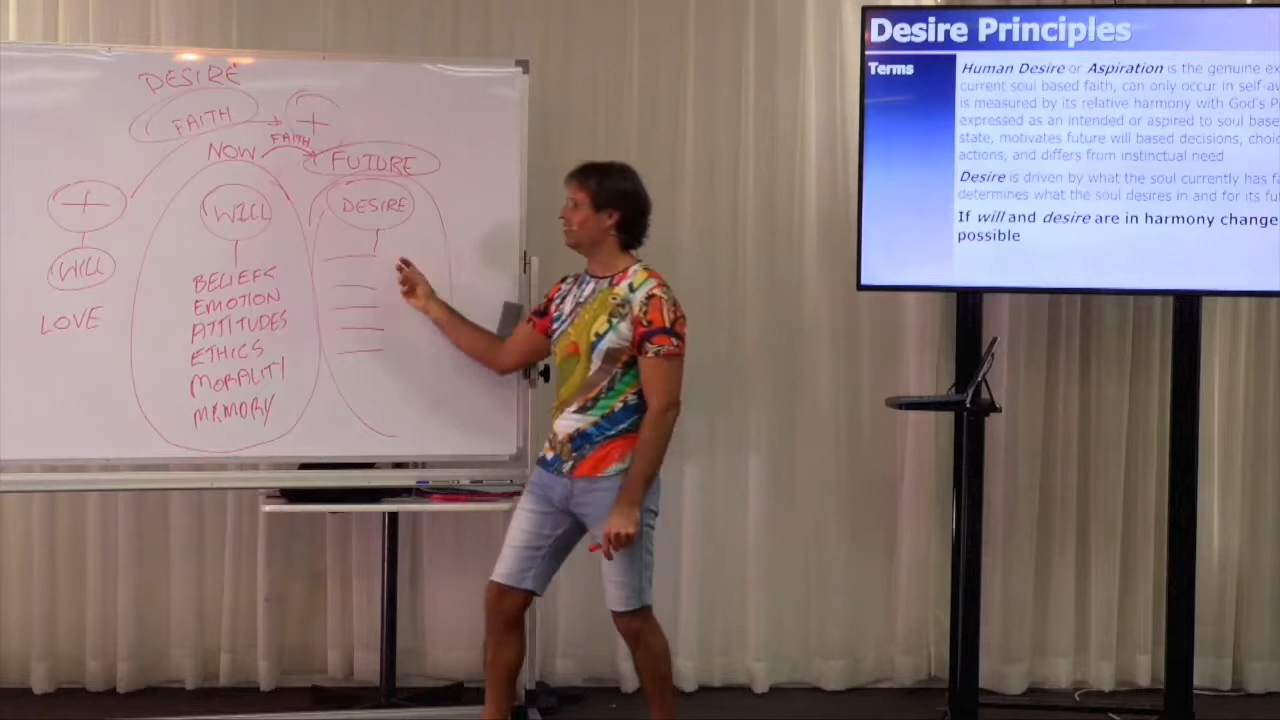 DESIRE
FAITH
+
FAITH
NOW
FUTURE
+
WILL
DESIRE
WILL
BELIEFS
EMOTION
LOVE
ATTITUDES
ETHICS
MORALITY
MEMORY
Desire Principles
Terms
Human Desire or Aspiration is the genuine ex
current soul based faith, can only occur in self-aw
is measured by its relative harmony with God's P
expressed as an intended or aspired to soul base
state, motivates future will based decisions, choi
actions, and differs from instinctual need
Desire is driven by what the soul currently has fa
determines what the soul desires in and for its fu
If will and desire are in harmony change
possible